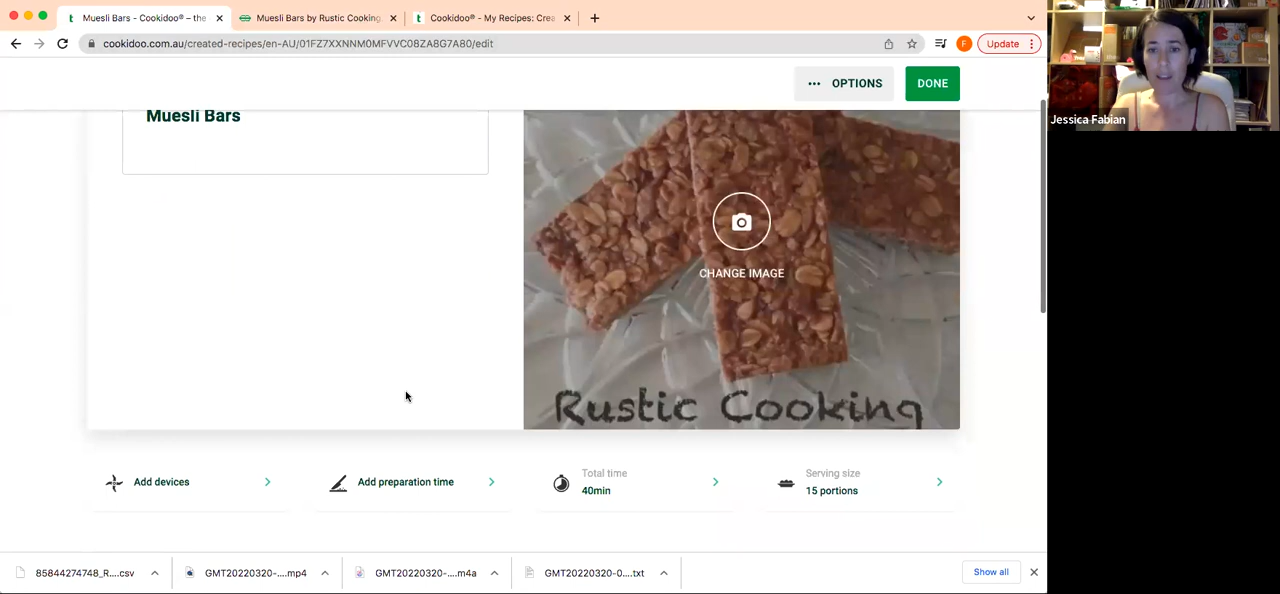 Muesli Bars - Cookidoo® – the
Muesli Bars by Rustic Cooking.
Cookidoo® - My Recipes: Crea
cookidoo.com.au/created-recipes/en-AU/01FZ7XXNNM0MFVVC08ZA8G7A80/edit
F
Update
Jessica Fabian
OPTIONS
DONE
Muesli Bars
CHANGE IMAGE
Rustic Cooking
Add devices
Add preparation time
Total time
40min
Serving size
15 portions
85844274748_R....csv
GMT20220320-....mp4
GMT20220320-....m4a
GMT20220320-0....txt
Show all